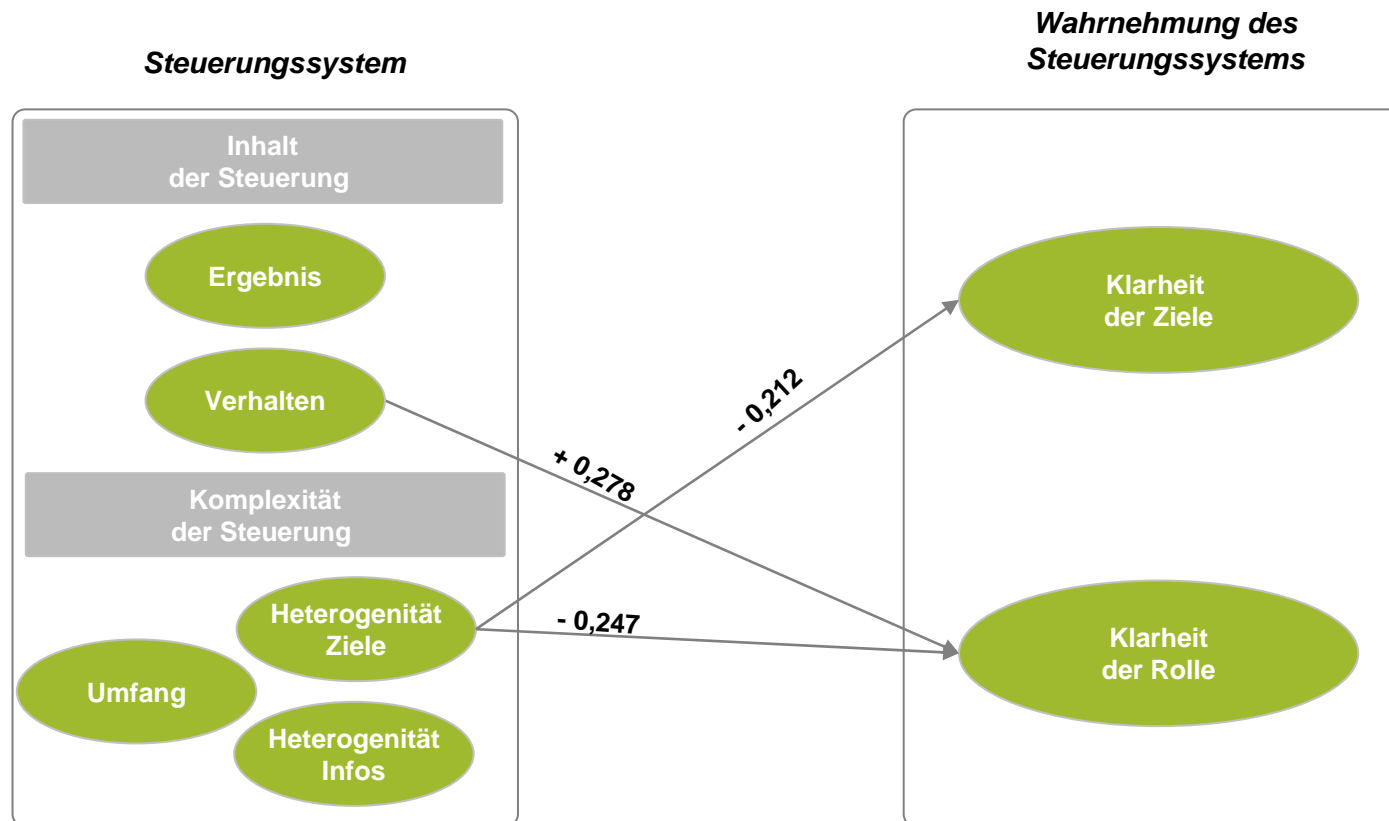 Steuerungssystem
Wahrnehmung des
Steuerungssystems
Inhalt
der Steuerung
Ergebnis
Verhalten
Komplexität
der Steuerung
Heterogenität
Ziele
Umfang
Heterogenität
Infos
- 0,212
+ 0,278
- 0,247
Klarheit
der Ziele
Klarheit
der Rolle